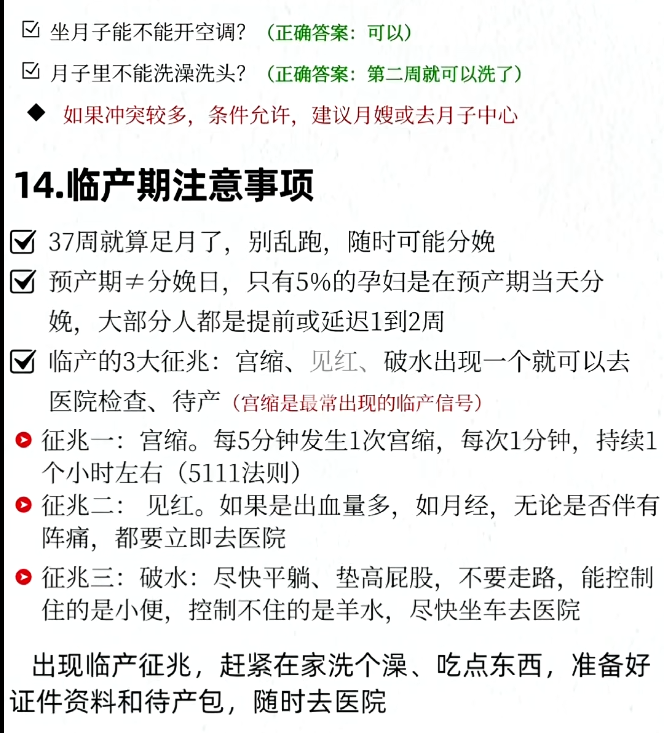 坐月子能不能开空调？（正确答案：可以）
月子里不能洗澡洗头？（正确答案：第二周就可以洗了）
如果冲突较多，条件允许，建议月嫂或去月子中心
14.临产期注意事项
37周就算足月了，别乱跑，随时可能分娩
预产期≠分娩日，只有5%的孕妇是在预产期当天分
娩，大部分人都是提前或延迟1到2周
临产的3大征兆：宫缩、见红、破水出现一个就可以去
医院检查、待产（宫缩是最常出现的临产信号）
征兆一：宫缩。每5分钟发生1次宫缩，每次1分钟，持续1
个小时左右（5111法则）
征兆二： 见红。如果是出血量多，如月经，无论是否伴有
阵痛，都要立即去医院
征兆三：破水：尽快平躺、垫高屁股，不要走路，能控制
住的是小便，控制不住的是羊水，尽快坐车去医院
出现临产征兆，赶紧在家洗个澡、吃点东西，准备好
证件资料和待产包，随时去医院